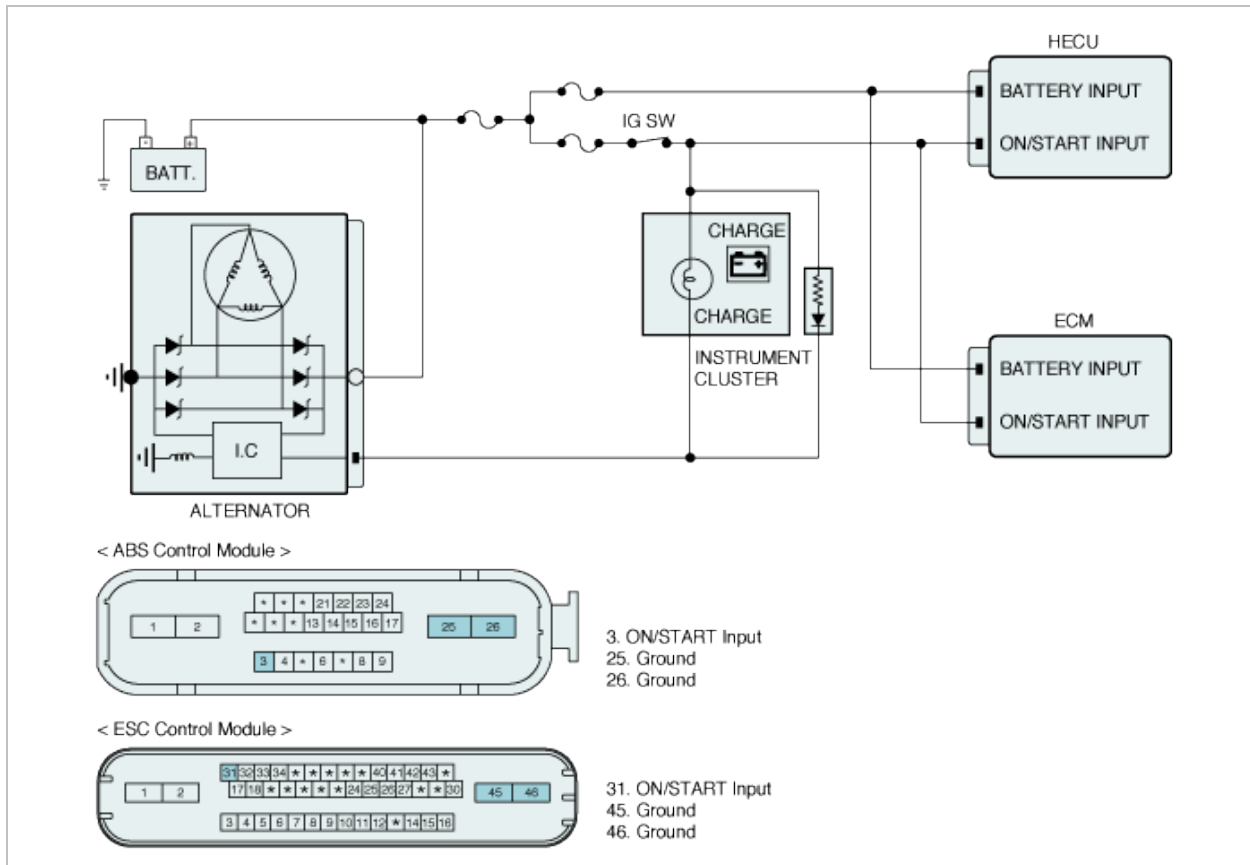 HECU
BATTERY INPUT
ON/START INPUT
IG SW
- +
BATT.
CHARGE
- +
CHARGE
INSTRUMENT
CLUSTER
ECM
BATTERY INPUT
ON/START INPUT
I.C
ALTERNATOR
< ABS Control Module >
* * * 21 22 23 24
* * * 13 14 15 16 17
1 2
25 26
3 4 * 6 * 8 9
3. ON/START Input
25. Ground
26. Ground
< ESC Control Module >
31 32 33 34 * * * * * 40 41 42 43 *
17 18 * * * * * 24 25 26 27 * * 30
1 2
45 46
3 4 5 6 7 8 9 10 11 12 * 14 15 16
31. ON/START Input
45. Ground
46. Ground